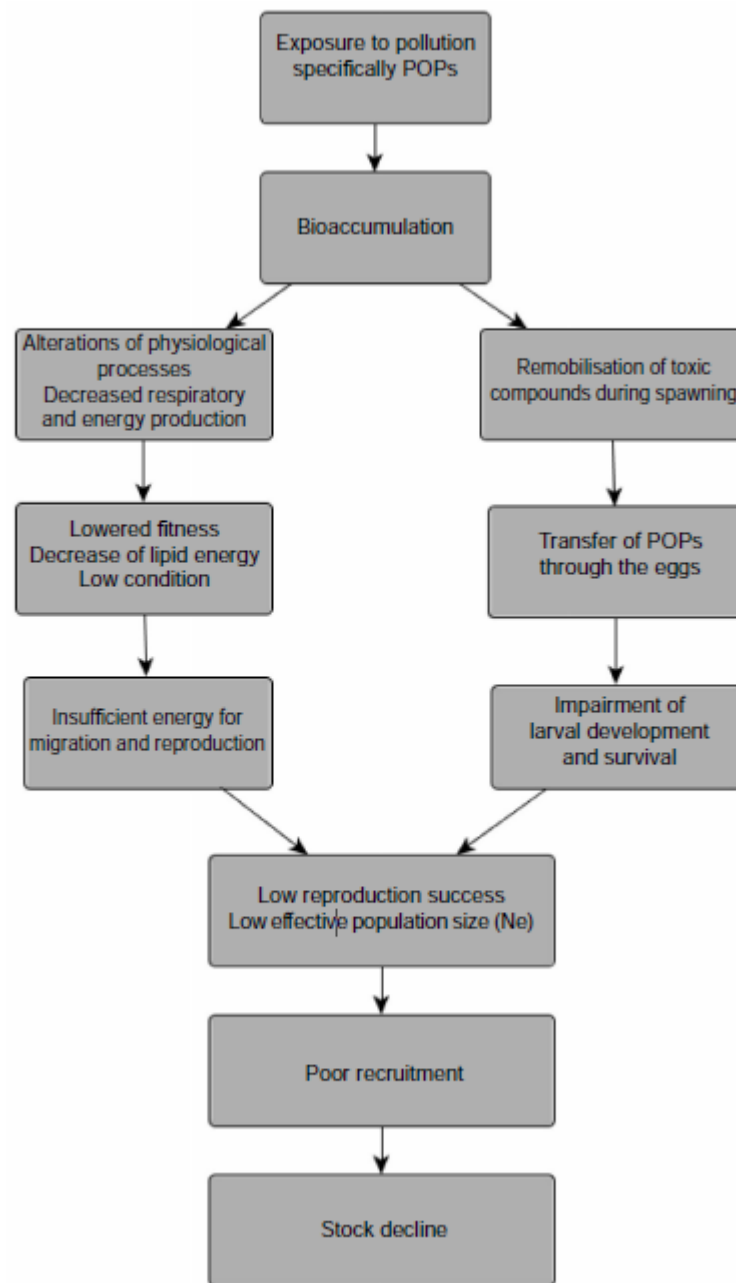 Exposure to pollution
specifically POPs
Bioaccumulation
Alterations of physiological
processes
Decreased respiratory
and energy production
Remobilisation of toxic
compounds during spawning
Lowered fitness
Decrease of lipid energy
Low condition
Transfer of POPs
through the eggs
Insufficient energy for
migration and reproduction
Impairment of
larval development
and survival
Low reproduction success
Low effective population size (Ne)
Poor recruitment
Stock decline